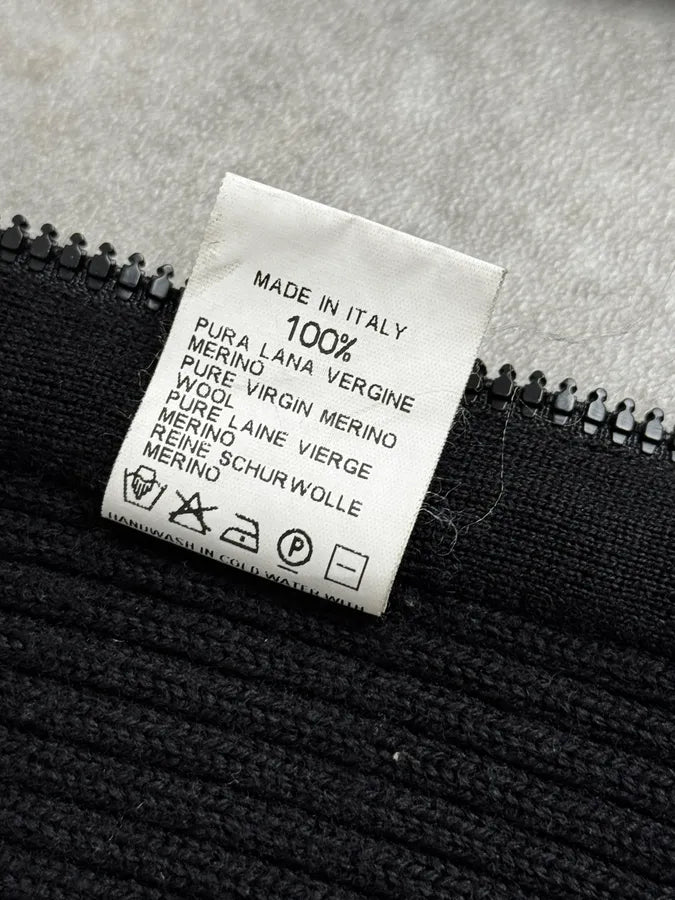 MADE IN ITALY
100%
PURA LANA VERGINE
MERINO
PURE VIRGIN MERINO
WOOL
PURE LAINE VIERGE
MERINO
REINE SCHURWOLLE
MERINO
P
HANDWASH IN COLD WATER WITH